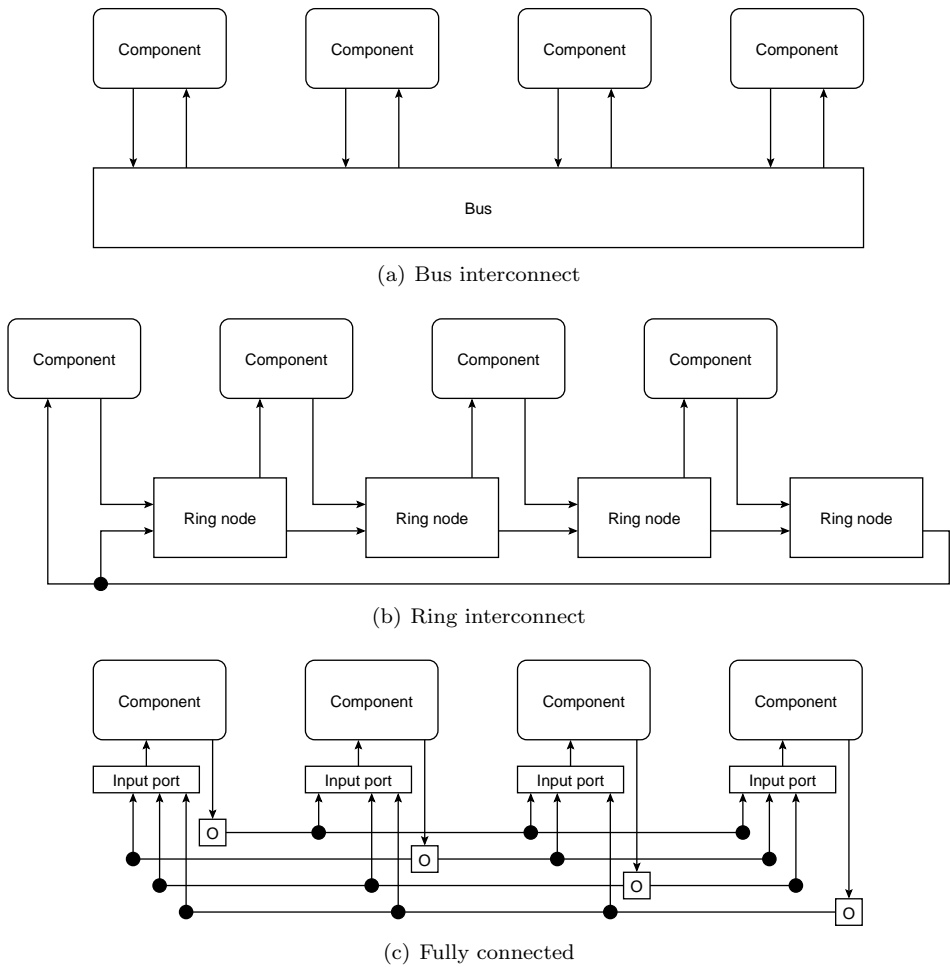 Component Component Component Component
Bus
(a) Bus interconnect
Component Component Component Component
Ring node Ring node Ring node Ring node
(b) Ring interconnect
Component Component Component Component
Input port Input port Input port Input port
O
O
O
O
(c) Fully connected